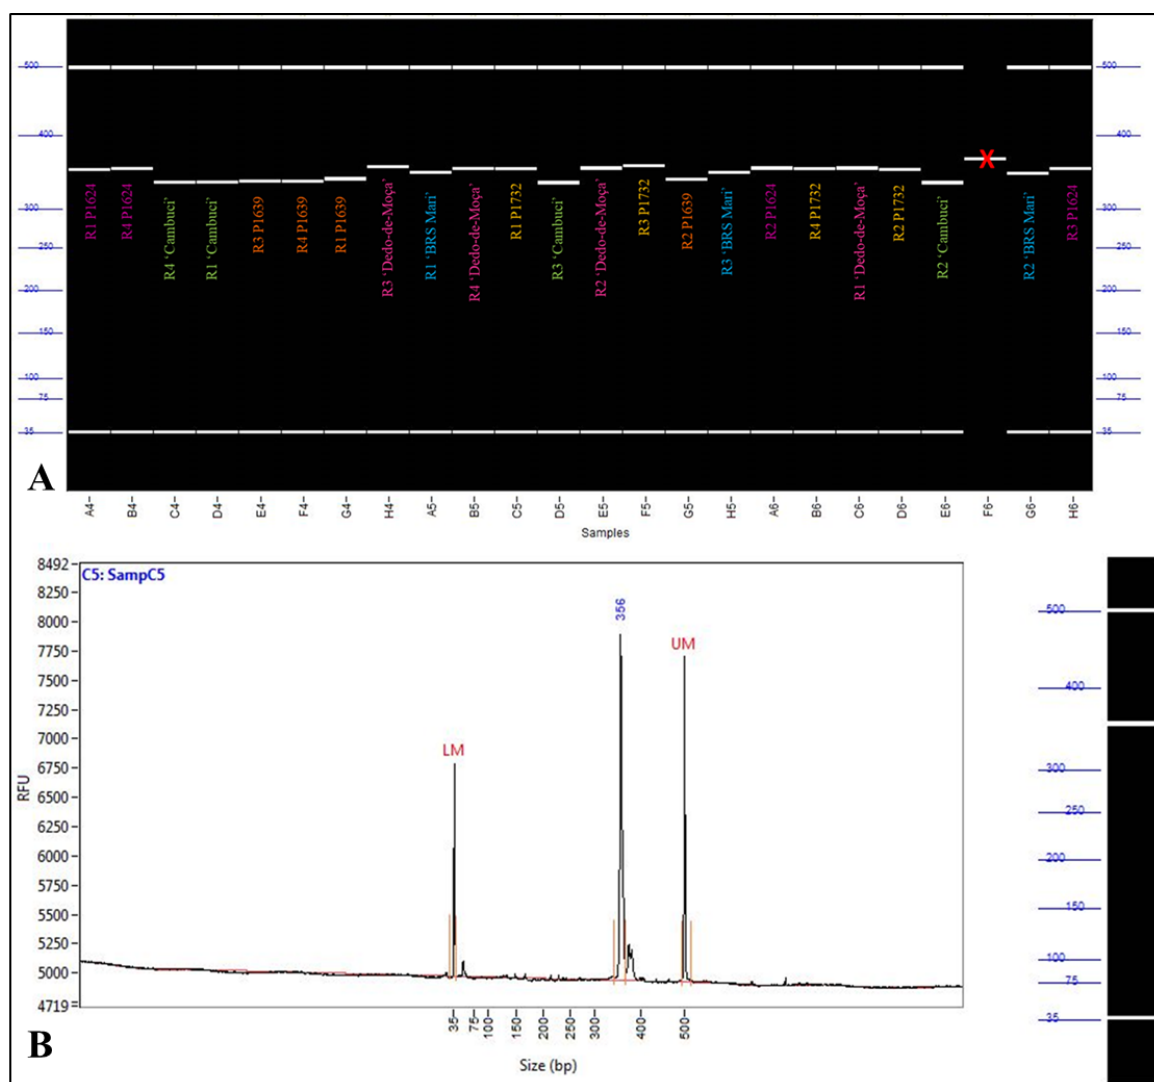 500 500
400 400
300 300
250 250
200 200
150 150
100 100
75 75
35 35
R1 P1624
R4 P1624
R4 ‘Cambuci’
R1 ‘Cambuci’
R3 P1639
R4 P1639
R1 P1639
R3 ‘Dedo-de-Moça’
R1 ‘BRS Mari’
R4 ‘Dedo-de-Moça’
R1 P1732
R3 ‘Cambuci’
R2 ‘Dedo-de-Moça’
R3 P1732
R2 P1639
R3 ‘BRS Mari’
R2 P1624
R4 P1732
R1 ‘Dedo-de-Moça’
R2 P1732
R2 ‘Cambuci’
X
R2 ‘BRS Mari’
R3 P1624
A
A4 B4 C4 D4 E4 F4 G4 H4 A5 B5 C5 D5 E5 F5 G5 H5 A6 B6 C6 D6 E6 F6 G6 H6
Samples
C5: SampC5
8492
8250
8000
7750
7500
7250
7000
6750
6500
6250
6000
5750
5500
5250
5000
4719
RFU
LM
356
UM
35 75 100 150 200 250 300 400 500
Size (bp)
B
500
400
300
250
200
150
100
75
35